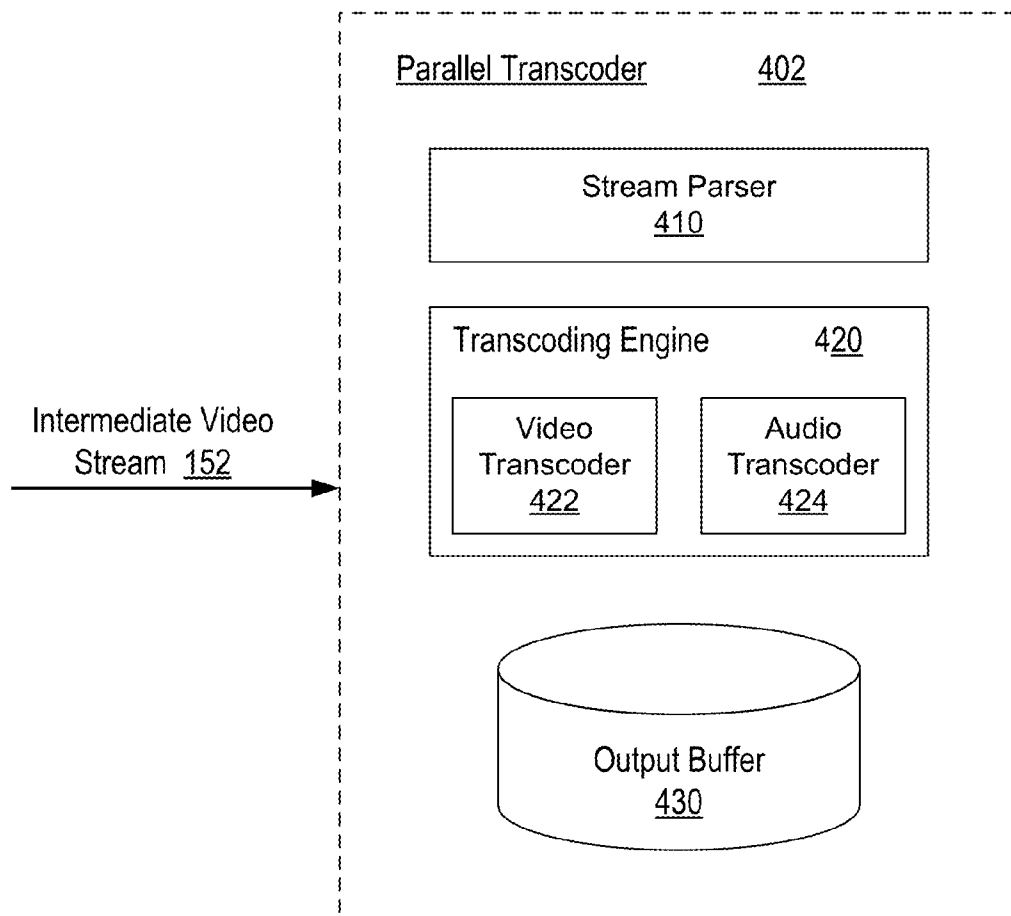 Parallel Transcoder 402
Stream Parser
410
Transcoding Engine 420
Video
Transcoder
422
Audio
Transcoder
424
Intermediate Video
Stream 152
Output Buffer
430